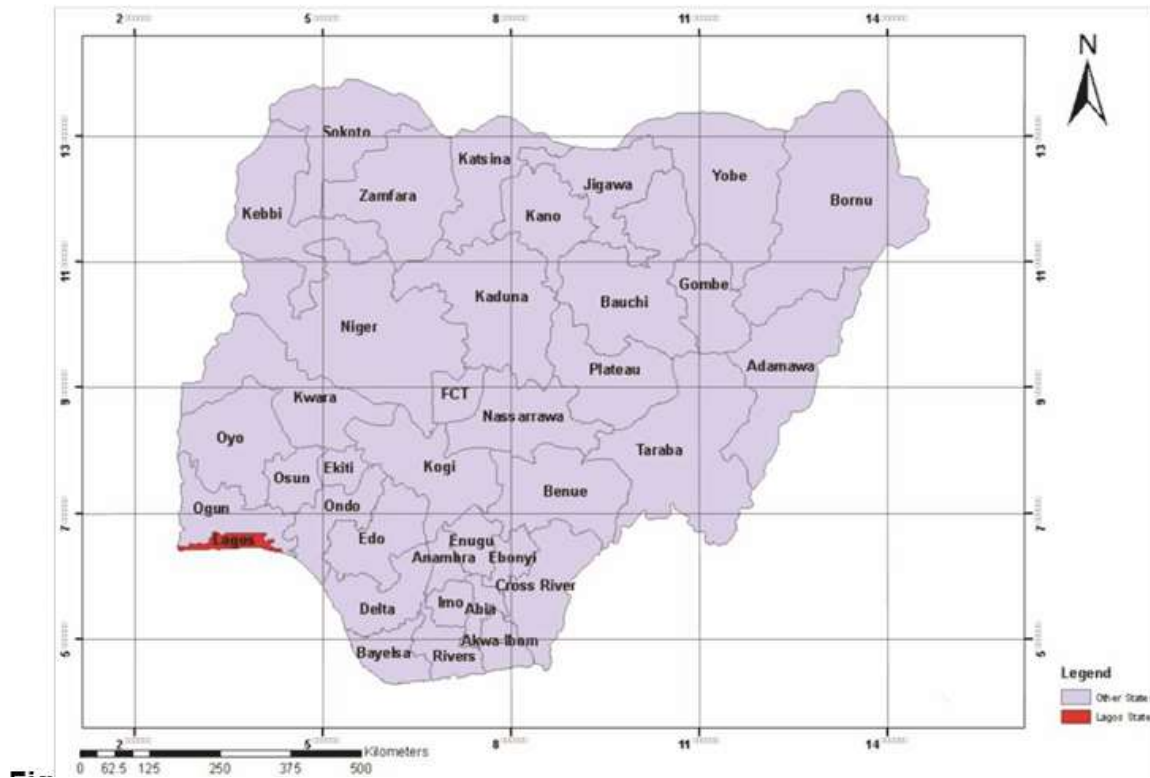 2 5 8 11 14
N
13 Sokoto 13
Katsina
Jigawa Yobe
Zamfara Bornu
Kebbi Kano
11 11
Gombe
Kaduna Bauchi
Niger
Plateau Adamawa
9 FCT 9
Kwara
Nassarrawa
Oyo Taraba
Ekiti Kogi
Osun Benue
Ogun Ondo
7 7
Lagos Edo Enugu
Anambra Ebonyi
Cross River
Delta Imo Abia
5 Akwa Ibom 5
Bayelsa Rivers
Legend
Other State
Lagos State
2 5 8 11 14
Kilometers
0 62.5 125 250 375 500